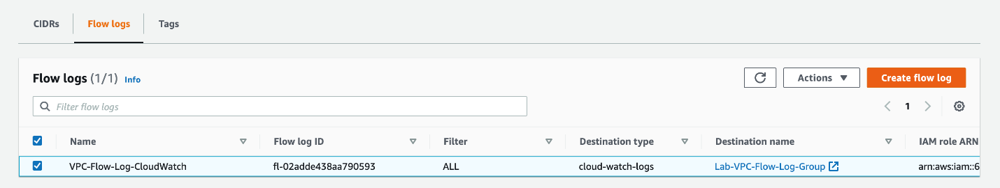 CIDRs Flow logs Tags
Flow logs (1/1) Info Actions Create flow log
Filter flow logs 1
Name Flow log ID Filter Destination type Destination name IAM role ARN
VPC-Flow-Log-CloudWatch fl-02adde438aa790593 ALL cloud-watch-logs Lab-VPC-Flow-Log-Group arn:aws:iam::6